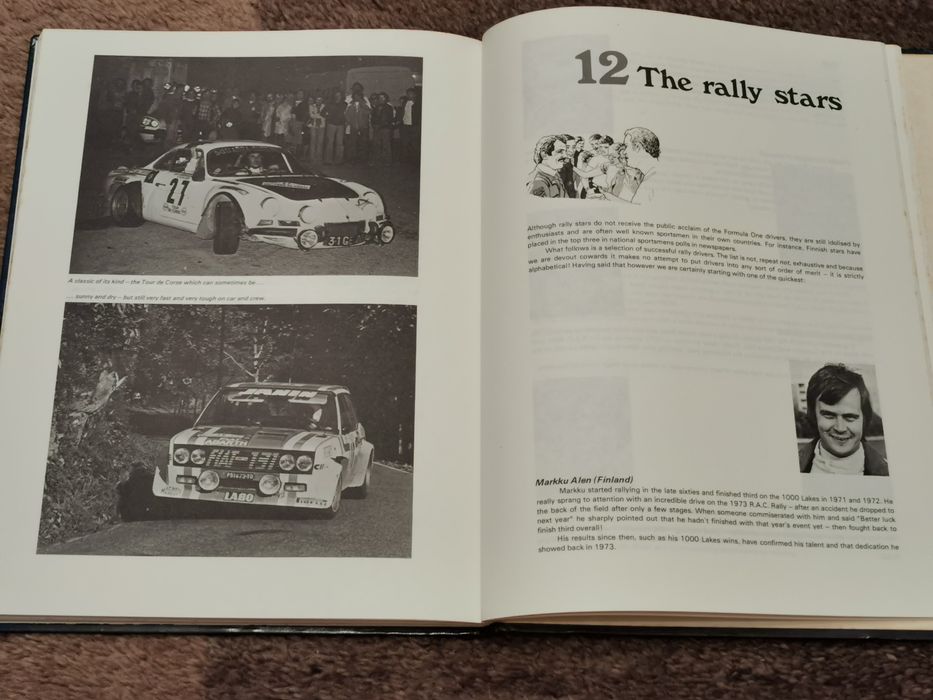 27
31G
A classic of its kind – the Tour de Corse which can sometimes be . . .
. . . sunny and dry – but still very fast and very tough on car and crew.
JANIN
ABARTH
FIAT-131
LABO
12 The rally stars
Although rally stars do not receive the public acclaim of the Formula One drivers, they are still idolised by
enthusiasts and are often well known sportsmen in their own countries. For instance, Finnish stars have
placed in the top three in national sportsmens polls in newspapers.
What follows is a selection of successful rally drivers. The list is not, repeat not, exhaustive and because
we are devout cowards it makes no attempt to put drivers into any sort of order of merit – it is strictly
alphabetical! Having said that however we are certainly starting with one of the quickest:
Markku Alen (Finland)
Markku started rallying in the late sixties and finished third on the 1000 Lakes in 1971 and 1972. He
really sprang to attention with an incredible drive on the 1973 R.A.C. Rally – after an accident he dropped to
the back of the field after only a few stages. When someone commiserated with him and said "Better luck
next year" he sharply pointed out that he hadn't finished with that year's event yet – then fought back to
finish third overall!
His results since then, such as his 1000 Lakes wins, have confirmed his talent and that dedication he
showed back in 1973.